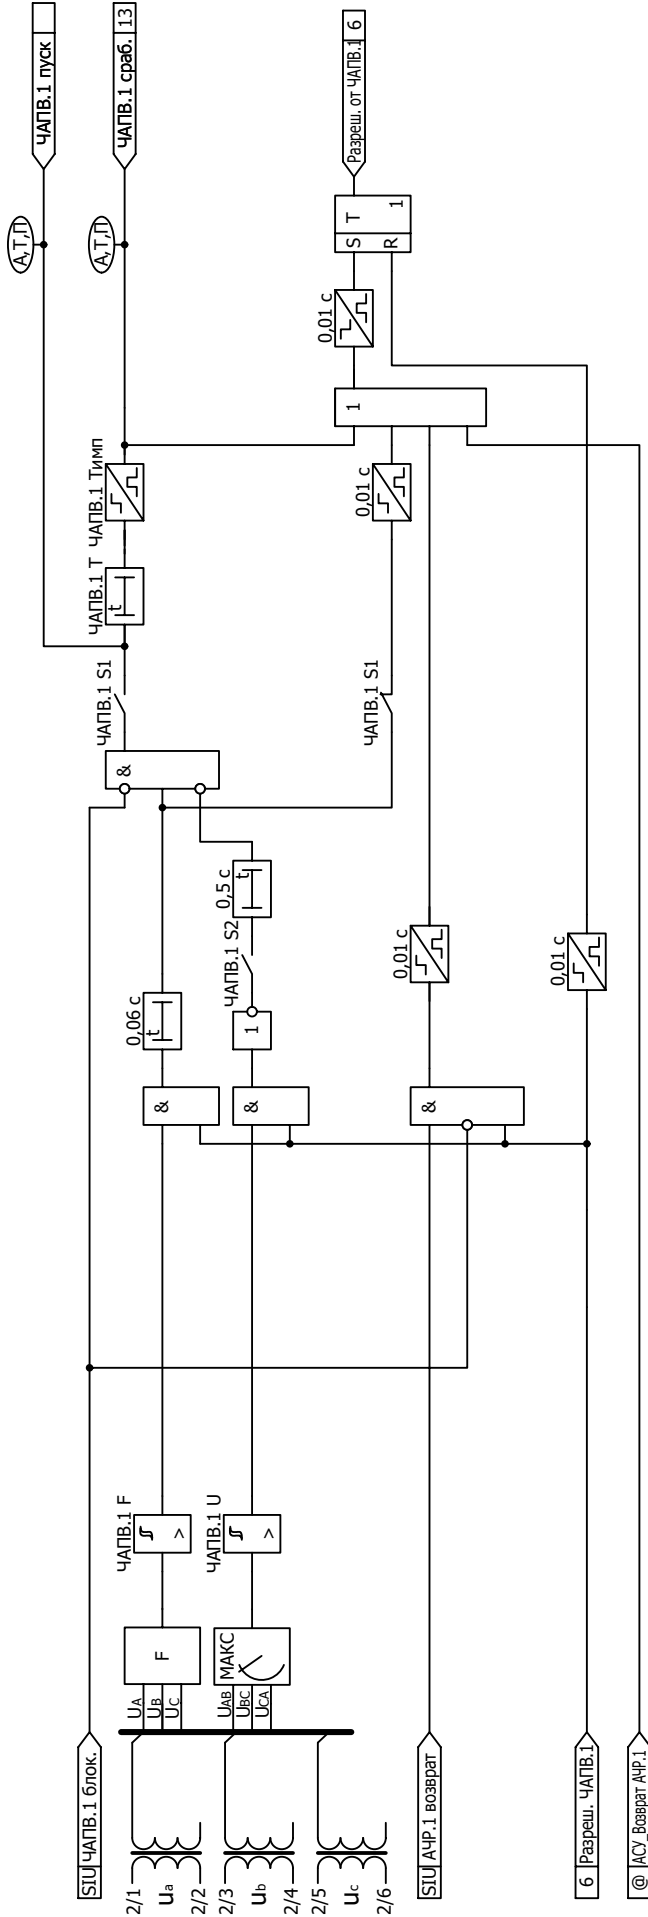 SIU ЧАПВ.1 блок.
2/1
ua
2/2
2/3
ub
2/4
2/5
uc
2/6
SIU АЧР.1 возврат
6 Разреш. ЧАПВ.1
@ АСУ_Возврат АЧР.1
UA
UB
UC
F
UAB
UBC
UCA
МАКС
ЧАПВ.1 F
>
ЧАПВ.1 U
>
&
&
&
0,06 с
t
1
ЧАПВ.1 S2
0,5 с
t
0,01 с
0,01 с
&
ЧАПВ.1 S1
ЧАПВ.1 S1
ЧАПВ.1 Т
t
ЧАПВ.1 Тимп
0,01 с
1
0,01 с
S T
R 1
А,Т,П
А,Т,П
ЧАПВ.1 пуск
ЧАПВ.1 сраб. 13
Разреш. от ЧАПВ.1 6